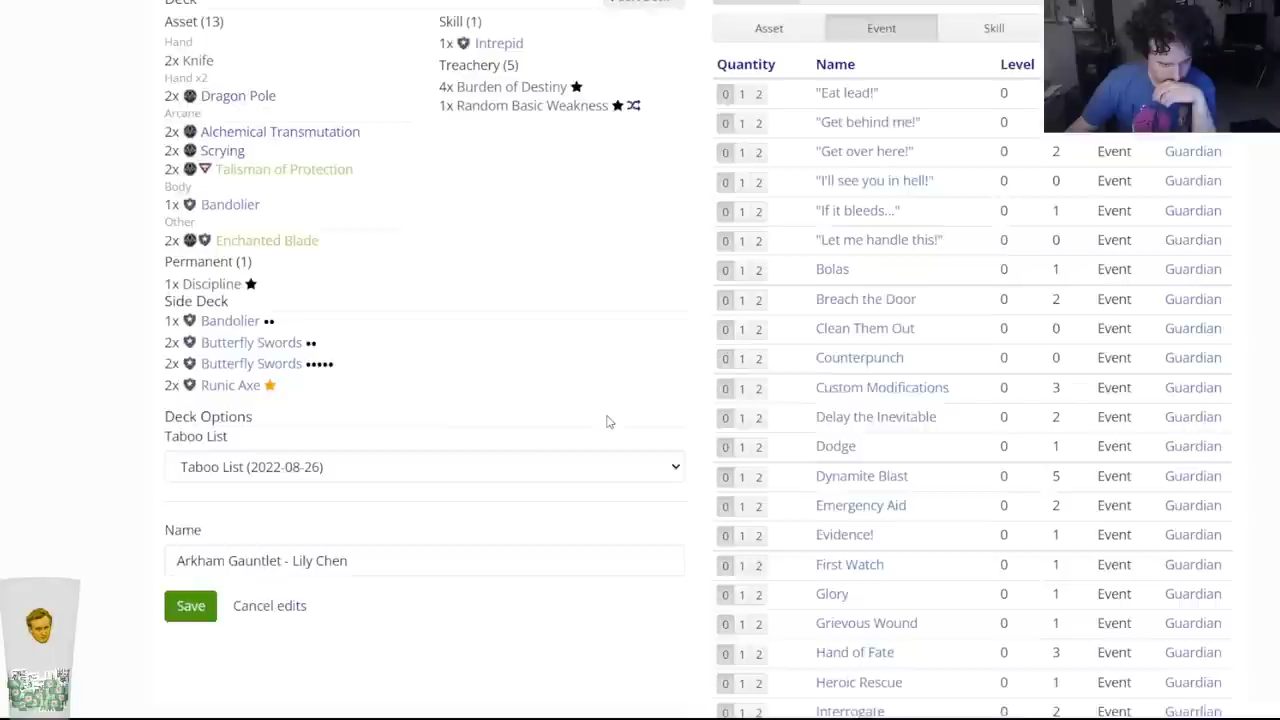 Deck
Asset (13)
Hand
2x Knife
Hand x2
2x Dragon Pole
Arcane
2x Alchemical Transmutation
2x Scrying
2x Talisman of Protection
Body
1x Bandolier
Other
2x Enchanted Blade
Permanent (1)
1x Discipline
Side Deck
1x Bandolier
2x Butterfly Swords
2x Butterfly Swords
2x Runic Axe
Skill (1)
1x Intrepid
Treachery (5)
4x Burden of Destiny
1x Random Basic Weakness
Deck Options
Taboo List
Taboo List (2022-08-26)
Name
Arkham Gauntlet - Lily Chen
Save Cancel edits
Asset Event Skill
Quantity Name Level
0 1 2 "Eat lead!" 0
0 1 2 "Get behind me!" 0
0 1 2 "Get over here!" 0 2 Event Guardian
0 1 2 "I'll see you in hell!" 0 0 Event Guardian
0 1 2 "If it bleeds..." 0 1 Event Guardian
0 1 2 "Let me handle this!" 0 0 Event Guardian
0 1 2 Bolas 0 1 Event Guardian
0 1 2 Breach the Door 0 2 Event Guardian
0 1 2 Clean Them Out 0 0 Event Guardian
0 1 2 Counterpunch 0 0 Event Guardian
0 1 2 Custom Modifications 0 3 Event Guardian
0 1 2 Delay the Inevitable 0 2 Event Guardian
0 1 2 Dodge 0 1 Event Guardian
0 1 2 Dynamite Blast 0 5 Event Guardian
0 1 2 Emergency Aid 0 2 Event Guardian
0 1 2 Evidence! 0 1 Event Guardian
0 1 2 First Watch 0 1 Event Guardian
0 1 2 Glory 0 1 Event Guardian
0 1 2 Grievous Wound 0 1 Event Guardian
0 1 2 Hand of Fate 0 3 Event Guardian
0 1 2 Heroic Rescue 0 1 Event Guardian
0 1 2 Interrogate 0 2 Event Guardian